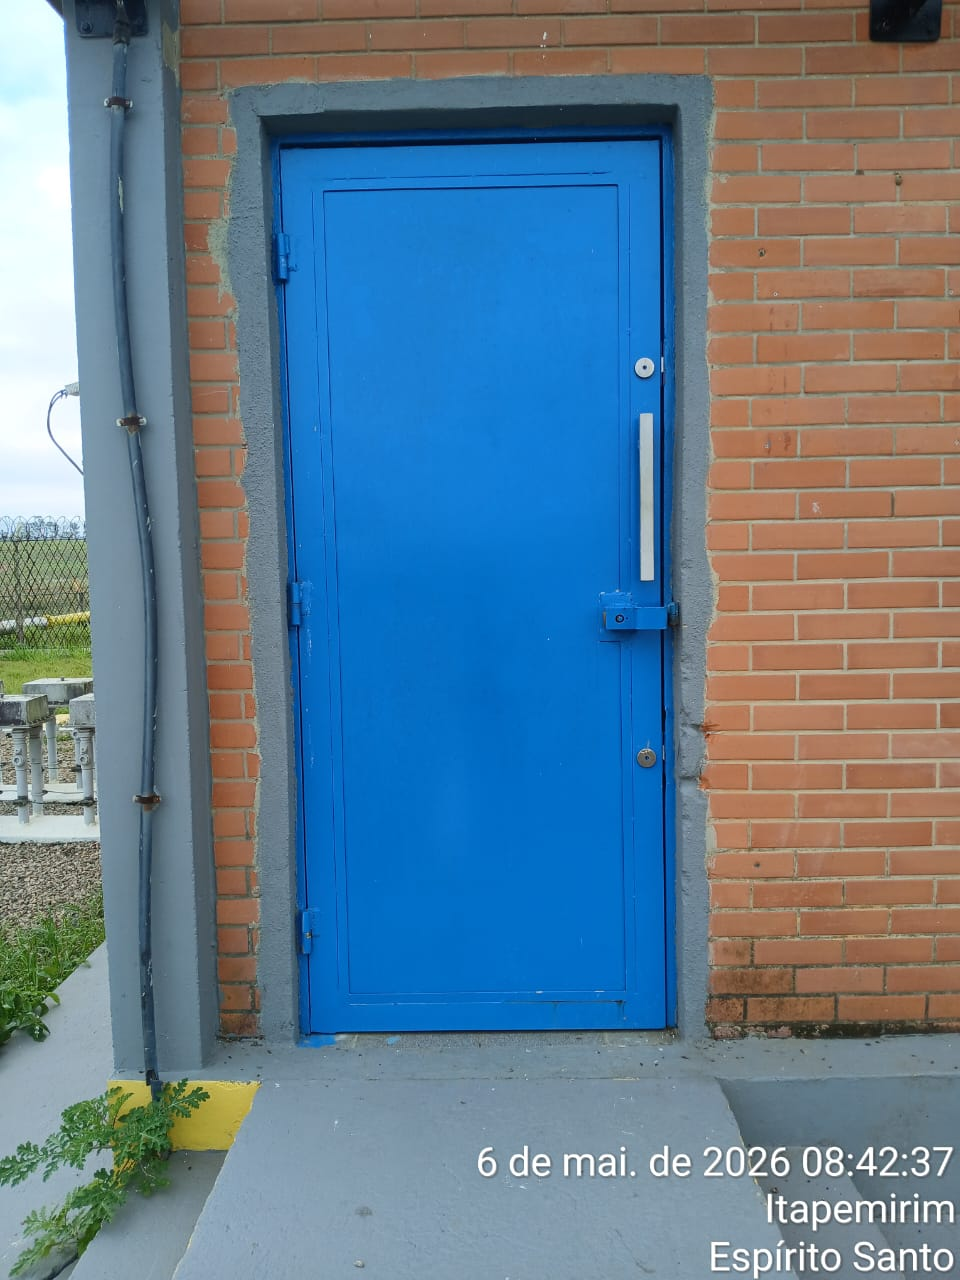 6 de mai. de 2026 08:42:37
Itapemirim
Espírito Santo